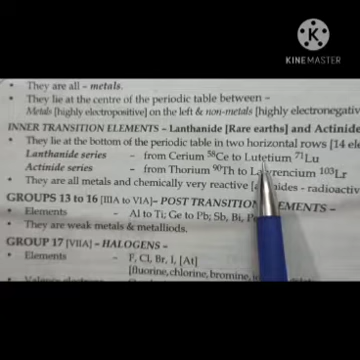 KINEMASTER
• They are all – metals.
• They lie at the centre of the periodic table between –
Metals [highly electropositive] on the left & non-metals [highly electronegativ
INNER TRANSITION ELEMENTS – Lanthanide [Rare earths] and Actinide
• They lie at the bottom of the periodic table in two horizontal rows [14 ele
Lanthanide series – from Cerium ⁵⁸Ce to Lutetium ⁷¹Lu
Actinide series – from Thorium ⁹⁰Th to Lawrencium ¹⁰³Lr
• They are all metals and chemically very reactive – radioactiv
GROUPS 13 to 16 [IIIA to VIA] – POST TRANSITION ELEMENTS –
• Elements – Al to Ti; Ge to Pb; Sb, Bi,
• They are weak metals & metalliods.
GROUP 17 [VIIA] – HALOGENS –
• Elements – F, Cl, Br, I, [At]
[fluorine, chlorine, bromine,